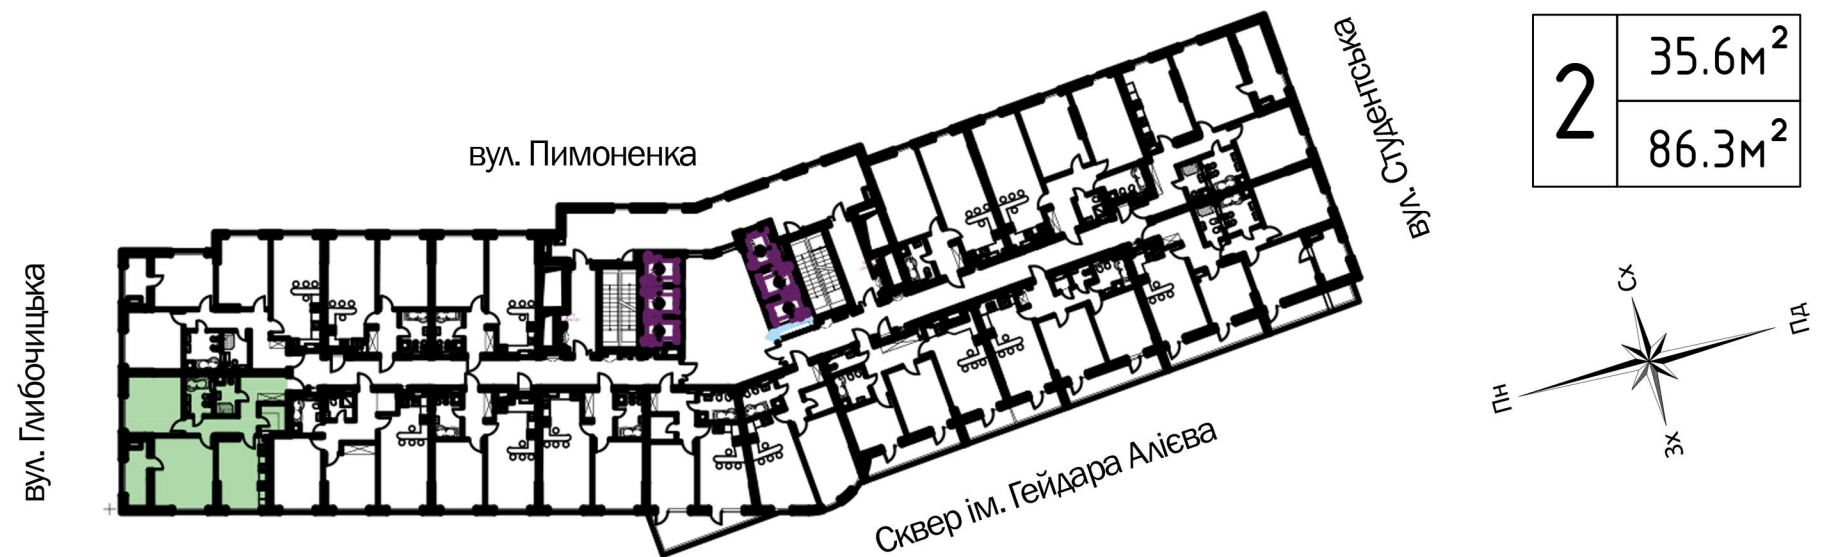 вул. Глибочицька
вул. Пимоненка
вул. Студентська
Сквер ім. Гейдара Алієва
2
35.6м²
86.3м²
Сх
Пд
Пн
Зх